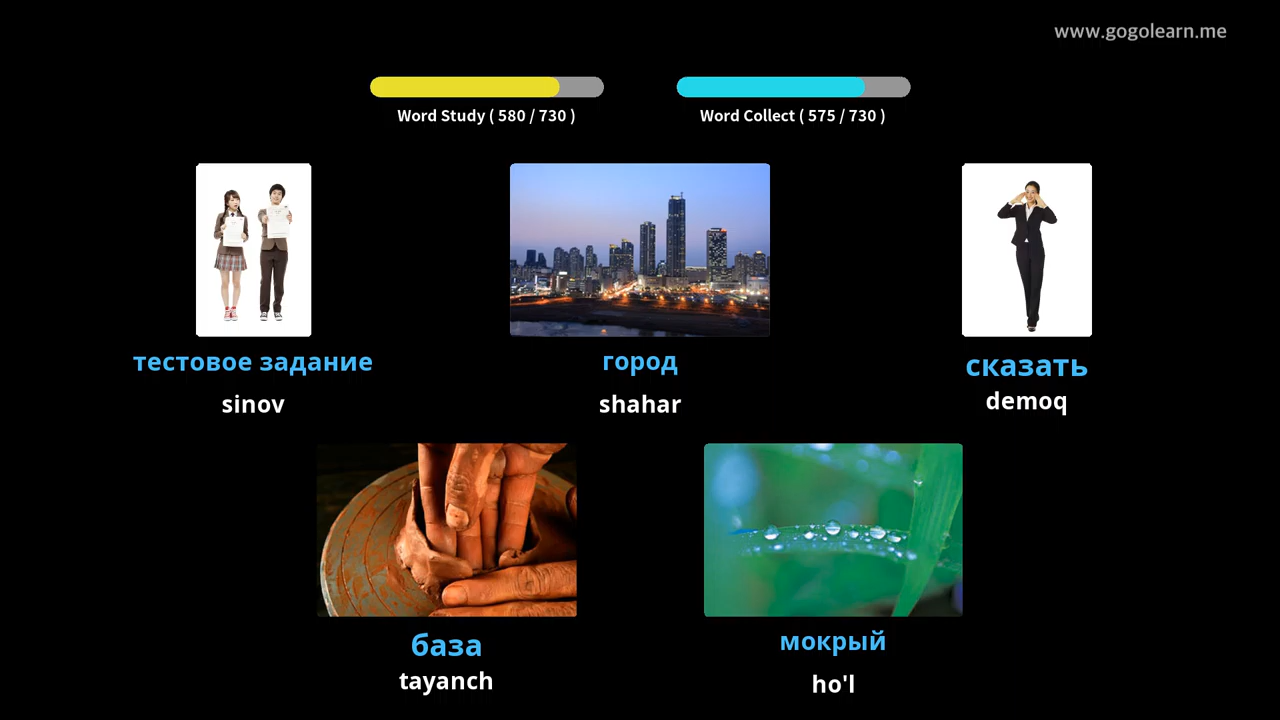 www.gogolearn.me
Word Study ( 580 / 730 )
Word Collect ( 575 / 730 )
тестовое задание
sinov
город
shahar
сказать
demoq
база
tayanch
мокрый
ho'l